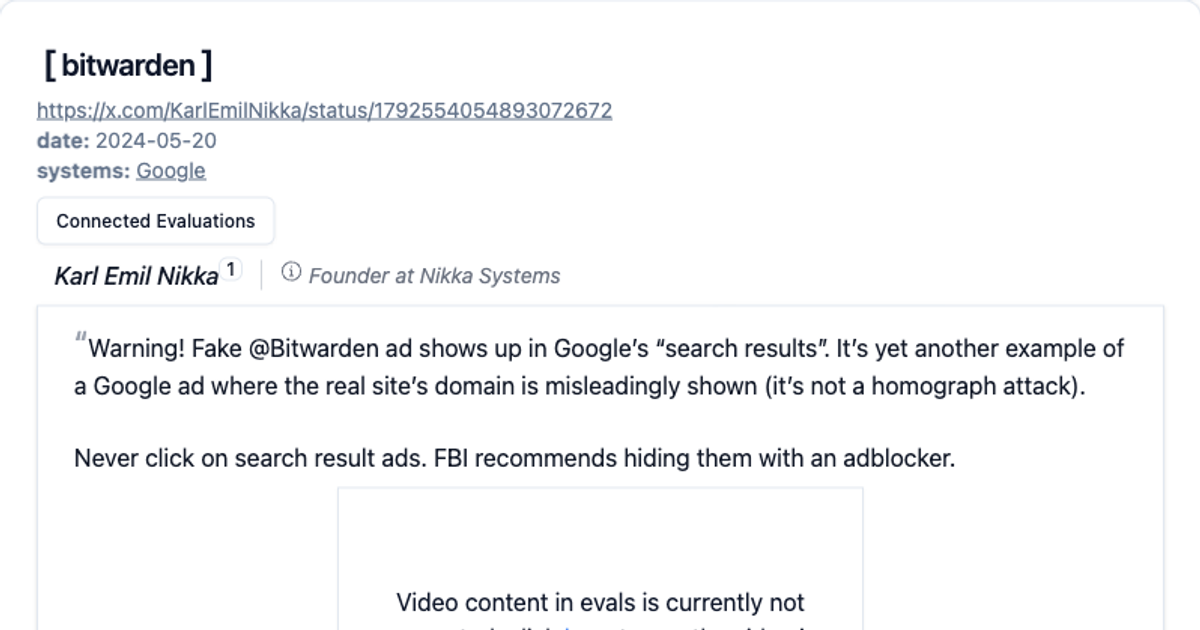 [ bitwarden ]
https://x.com/KarlEmilNikka/status/1792554054893072672
date: 2024-05-20
systems: Google
Connected Evaluations
Karl Emil Nikka 1 Founder at Nikka Systems
"Warning! Fake @Bitwarden ad shows up in Google’s “search results”. It’s yet another example of
a Google ad where the real site’s domain is misleadingly shown (it’s not a homograph attack).
Never click on search result ads. FBI recommends hiding them with an adblocker.
Video content in evals is currently not